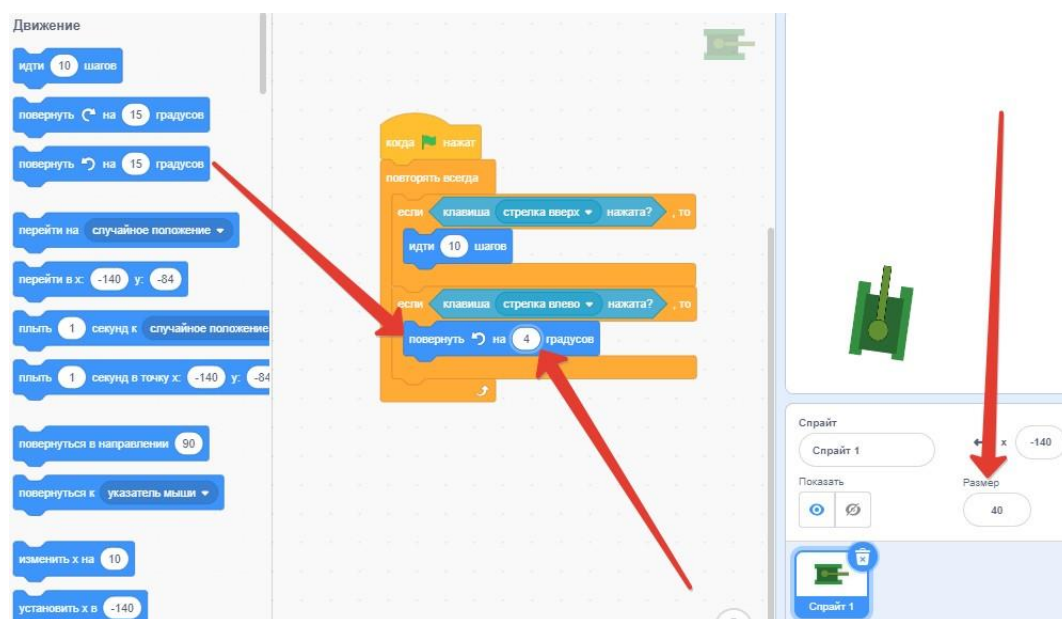 Движение
идти 10 шагов
повернуть на 15 градусов
повернуть на 15 градусов
перейти на случайное положение
перейти в x: -140 y: -84
плыть 1 секунд к случайное положение
плыть 1 секунд в точку x: -140 y: -84
повернуться в направлении 90
повернуться к указатель мыши
изменить x на 10
установить x в -140
когда нажат
повторять всегда
если клавиша стрелка вверх нажата? , то
идти 10 шагов
если клавиша стрелка влево нажата? , то
повернуть на 4 градусов
Спрайт
Спрайт 1
x -140
Показать
Размер
40
Спрайт 1